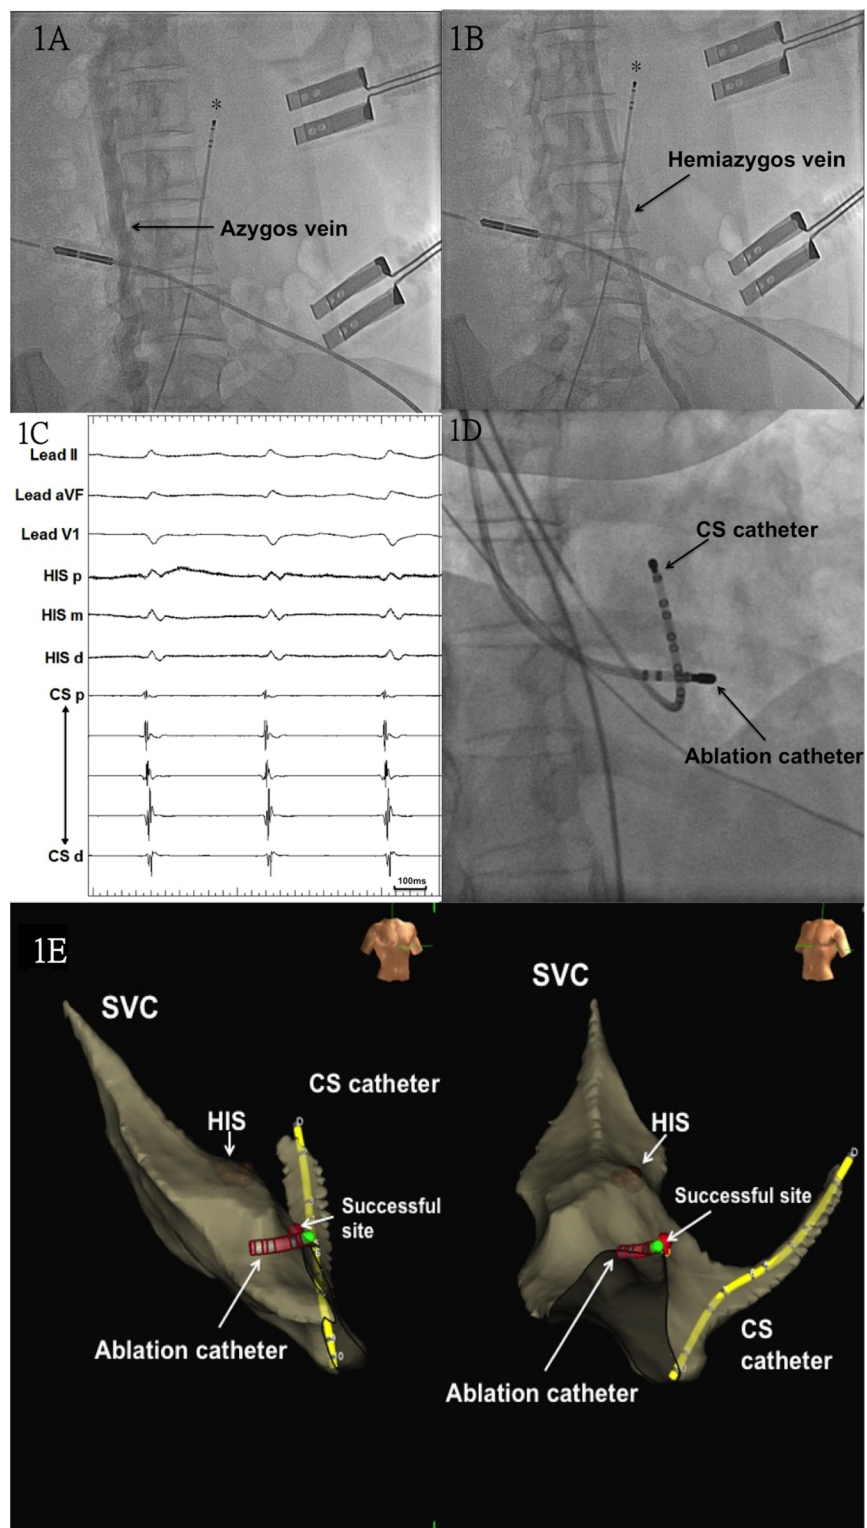 1A
*
Azygos vein
1B
*
Hemiazygos vein
1C
Lead II
Lead aVF
Lead V1
HIS p
HIS m
HIS d
CS p
CS d
100ms
1D
CS catheter
Ablation catheter
1E
SVC
CS catheter
HIS
Successful
site
Ablation catheter
D
SVC
HIS
Successful site
Ablation catheter
CS
catheter
D